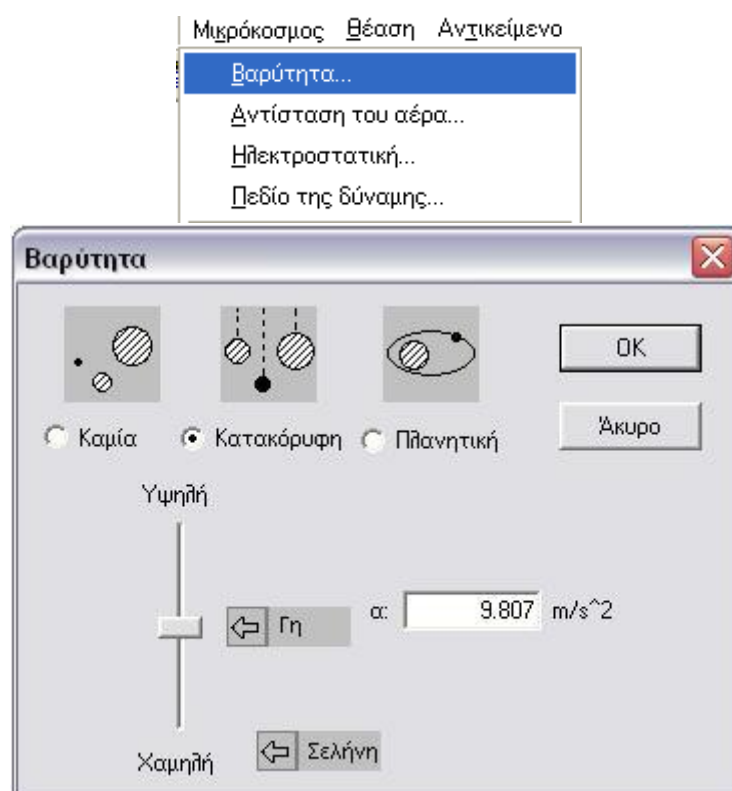 Μικρόκοσμος Θέαση Αντικείμενο
Βαρύτητα...
Αντίσταση του αέρα...
Ηλεκτροστατική...
Πεδίο της δύναμης...
Βαρύτητα
OK
Καμία Κατακόρυφη Πλανητική
Άκυρο
Υψηλή
Γη α: 9.807 m/s^2
Χαμηλή Σελήνη